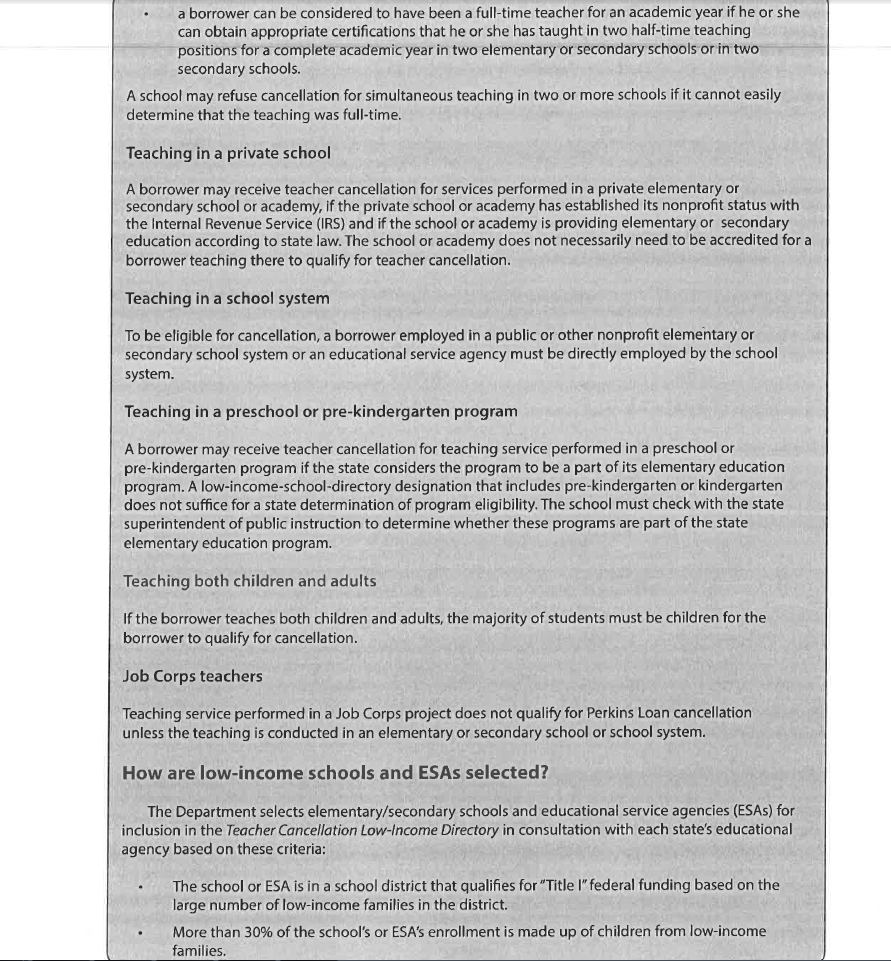 • a borrower can be considered to have been a full-time teacher for an academic year if he or she
can obtain appropriate certifications that he or she has taught in two half-time teaching
positions for a complete academic year in two elementary or secondary schools or in two
secondary schools.
A school may refuse cancellation for simultaneous teaching in two or more schools if it cannot easily
determine that the teaching was full-time.
Teaching in a private school
A borrower may receive teacher cancellation for services performed in a private elementary or
secondary school or academy, if the private school or academy has established its nonprofit status with
the Internal Revenue Service (IRS) and if the school or academy is providing elementary or secondary
education according to state law. The school or academy does not necessarily need to be accredited for a
borrower teaching there to qualify for teacher cancellation.
Teaching in a school system
To be eligible for cancellation, a borrower employed in a public or other nonprofit elementary or
secondary school system or an educational service agency must be directly employed by the school
system.
Teaching in a preschool or pre-kindergarten program
A borrower may receive teacher cancellation for teaching service performed in a preschool or
pre-kindergarten program if the state considers the program to be a part of its elementary education
program. A low-income-school-directory designation that includes pre-kindergarten or kindergarten
does not suffice for a state determination of program eligibility. The school must check with the state
superintendent of public instruction to determine whether these programs are part of the state
elementary education program.
Teaching both children and adults
If the borrower teaches both children and adults, the majority of students must be children for the
borrower to qualify for cancellation.
Job Corps teachers
Teaching service performed in a Job Corps project does not qualify for Perkins Loan cancellation
unless the teaching is conducted in an elementary or secondary school or school system.
How are low-income schools and ESAs selected?
The Department selects elementary/secondary schools and educational service agencies (ESAs) for
inclusion in the Teacher Cancellation Low-Income Directory in consultation with each state's educational
agency based on these criteria:
• The school or ESA is in a school district that qualifies for "Title I" federal funding based on the
large number of low-income families in the district.
• More than 30% of the school's or ESA's enrollment is made up of children from low-income
families.